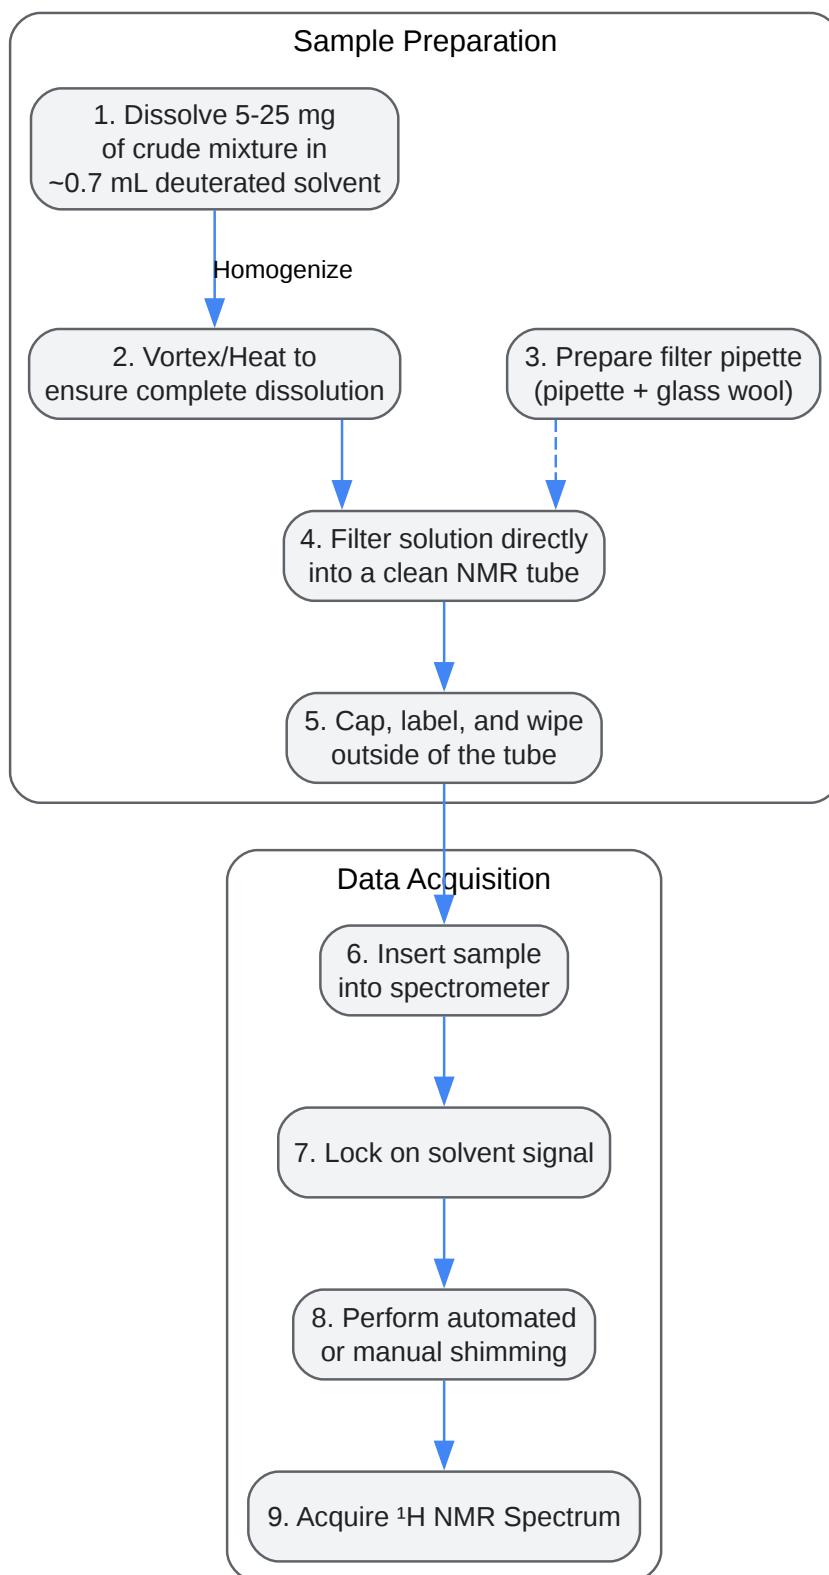 Sample Preparation
1. Dissolve 5-25 mg
of crude mixture in
~0.7 mL deuterated solvent
Homogenize
2. Vortex/Heat to
ensure complete dissolution
3. Prepare filter pipette
(pipette + glass wool)
4. Filter solution directly
into a clean NMR tube
5. Cap, label, and wipe
outside of the tube
Data Acquisition
6. Insert sample
into spectrometer
7. Lock on solvent signal
8. Perform automated
or manual shimming
9. Acquire ¹H NMR Spectrum